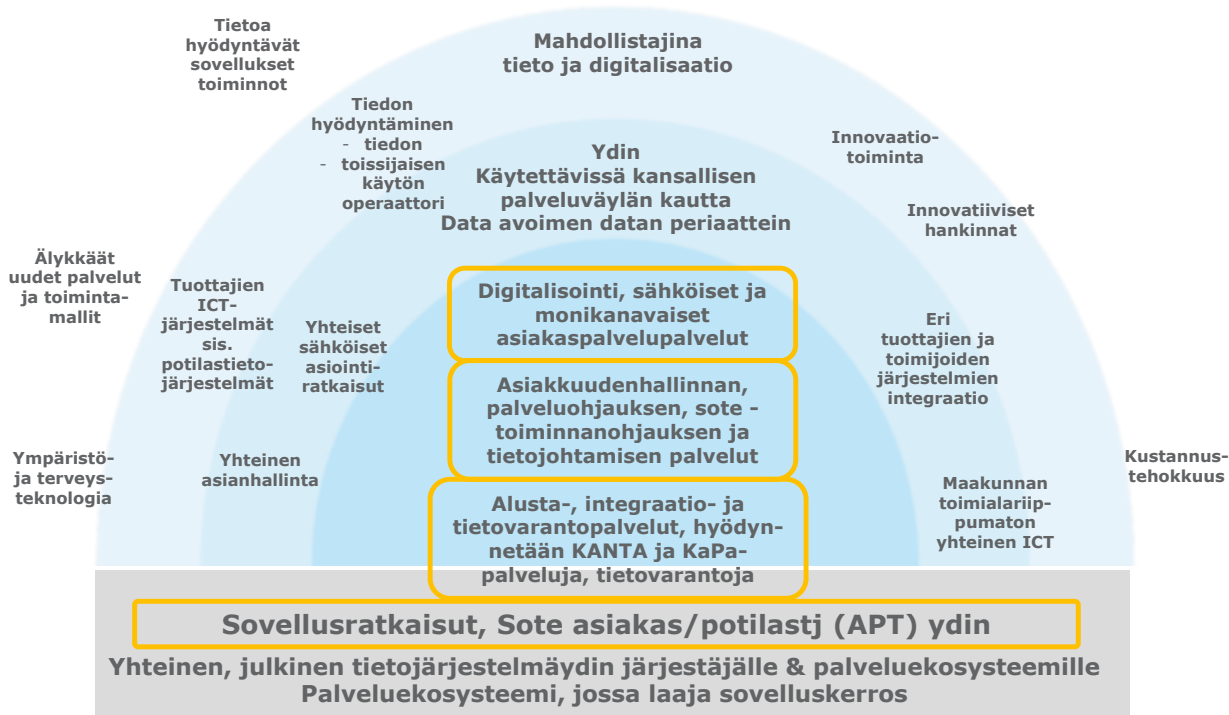 Tietoa
hyödyntävät
sovellukset
toiminnot
Mahdollistajina
tieto ja digitalisaatio
Tiedon
hyödyntäminen
- tiedon
- toissijaisen
käytön
operaattori
Ydin
Käytettävissä kansallisen
palveluväylän kautta
Data avoimen datan periaattein
Innovaatio-
toiminta
Innovatiiviset
hankinnat
Älykkäät
uudet palvelut
ja toiminta-
mallit
Tuottajien
ICT-
järjestelmät
sis.
potilastieto-
järjestelmät
Yhteiset
sähköiset
asiointi-
ratkaisut
Digitalisointi, sähköiset ja
monikanavaiset
asiakaspalvelupalvelut
Eri
tuottajien ja
toimijoiden
järjestelmien
integraatio
Asiakkuudenhallinnan,
palveluohjauksen, sote -
toiminnanohjauksen ja
tietojohtamisen palvelut
Ympäristö-
ja terveys-
teknologia
Yhteinen
asianhallinta
Alusta-, integraatio- ja
tietovarantopalvelut, hyödyn-
netään KANTA ja KaPa-
palveluja, tietovarantoja
Maakunnan
toimialariip-
pumaton
yhteinen ICT
Kustannus-
tehokkuus
Sovellusratkaisut, Sote asiakas/potilastj (APT) ydin
Yhteinen, julkinen tietojärjestelmäydin järjestäjälle & palveluekosysteemille
Palveluekosysteemi, jossa laaja sovelluskerros